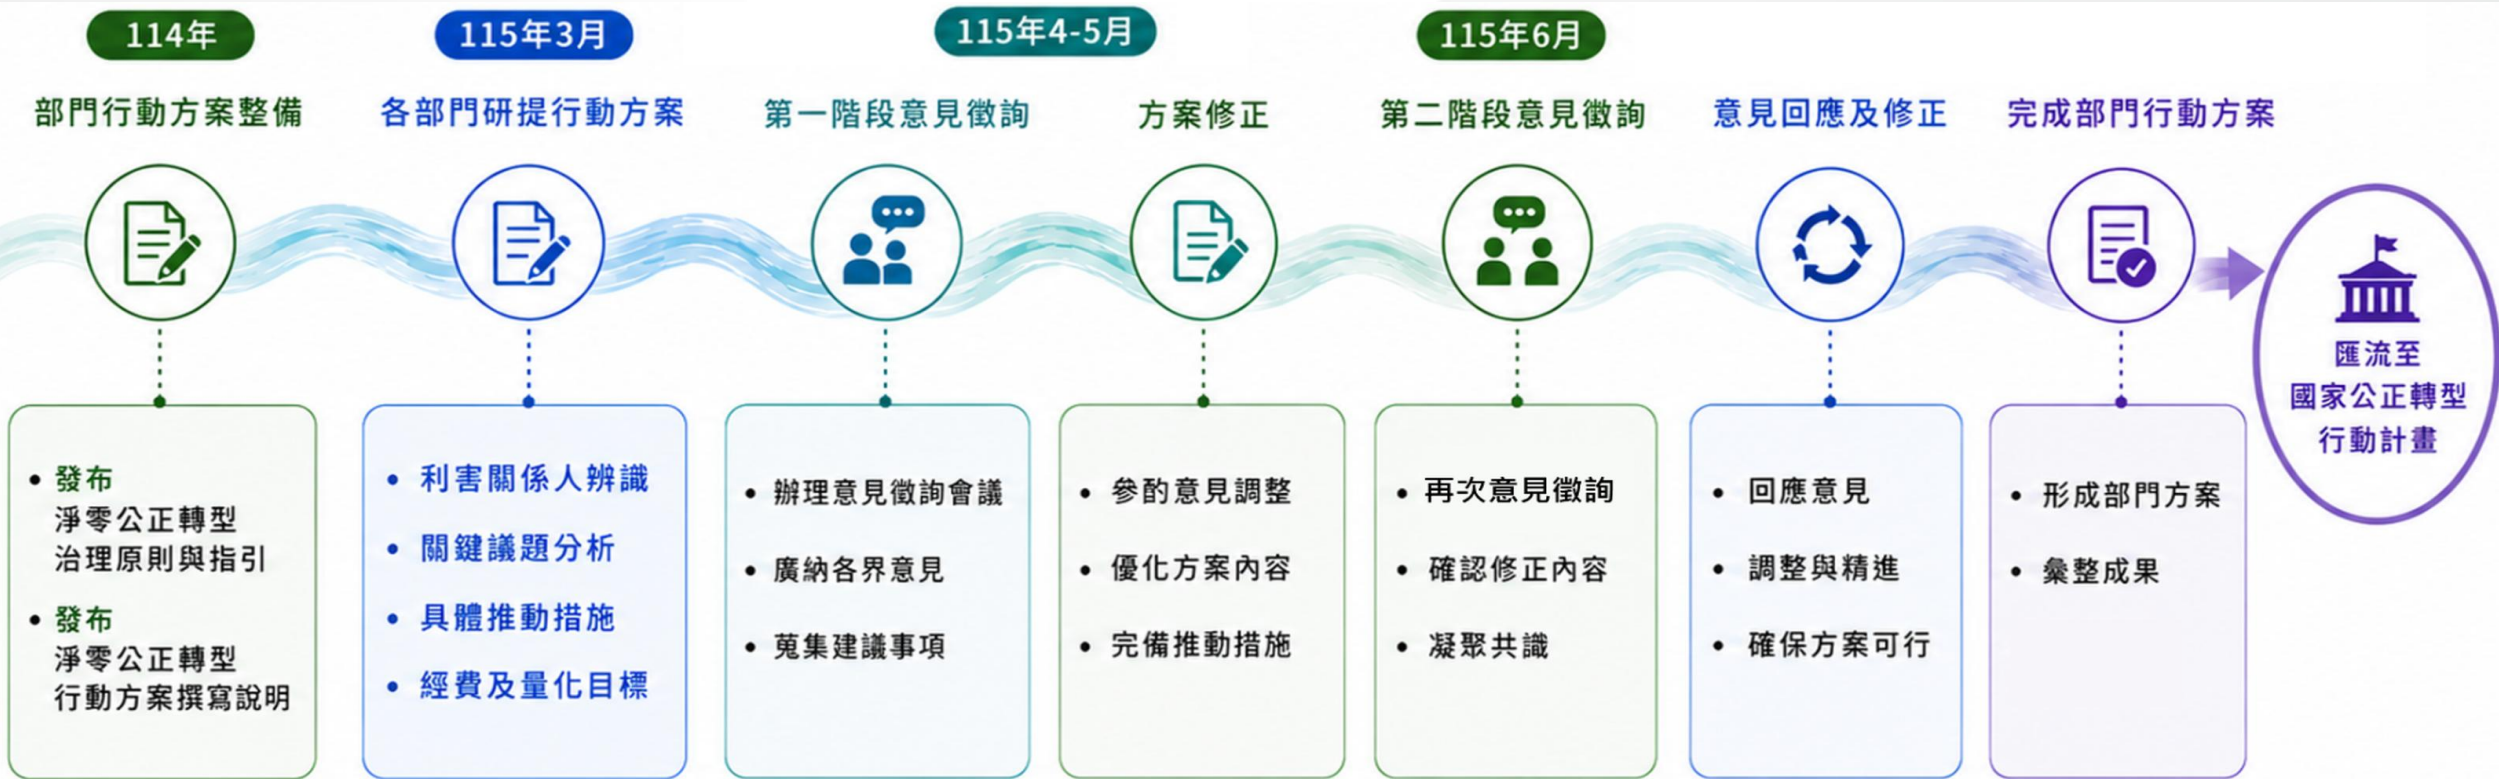 114年
115年3月
115年4-5月
115年6月
部門行動方案整備
各部門研提行動方案
第一階段意見徵詢
方案修正
第二階段意見徵詢
意見回應及修正
完成部門行動方案
匯流至
國家公正轉型
行動計畫
• 發布
淨零公正轉型
治理原則與指引
• 發布
淨零公正轉型
行動方案撰寫說明
• 利害關係人辨識
• 關鍵議題分析
• 具體推動措施
• 經費及量化目標
• 辦理意見徵詢會議
• 廣納各界意見
• 蒐集建議事項
• 參酌意見調整
• 優化方案內容
• 完備推動措施
• 再次意見徵詢
• 確認修正內容
• 凝聚共識
• 回應意見
• 調整與精進
• 確保方案可行
• 形成部門方案
• 彙整成果